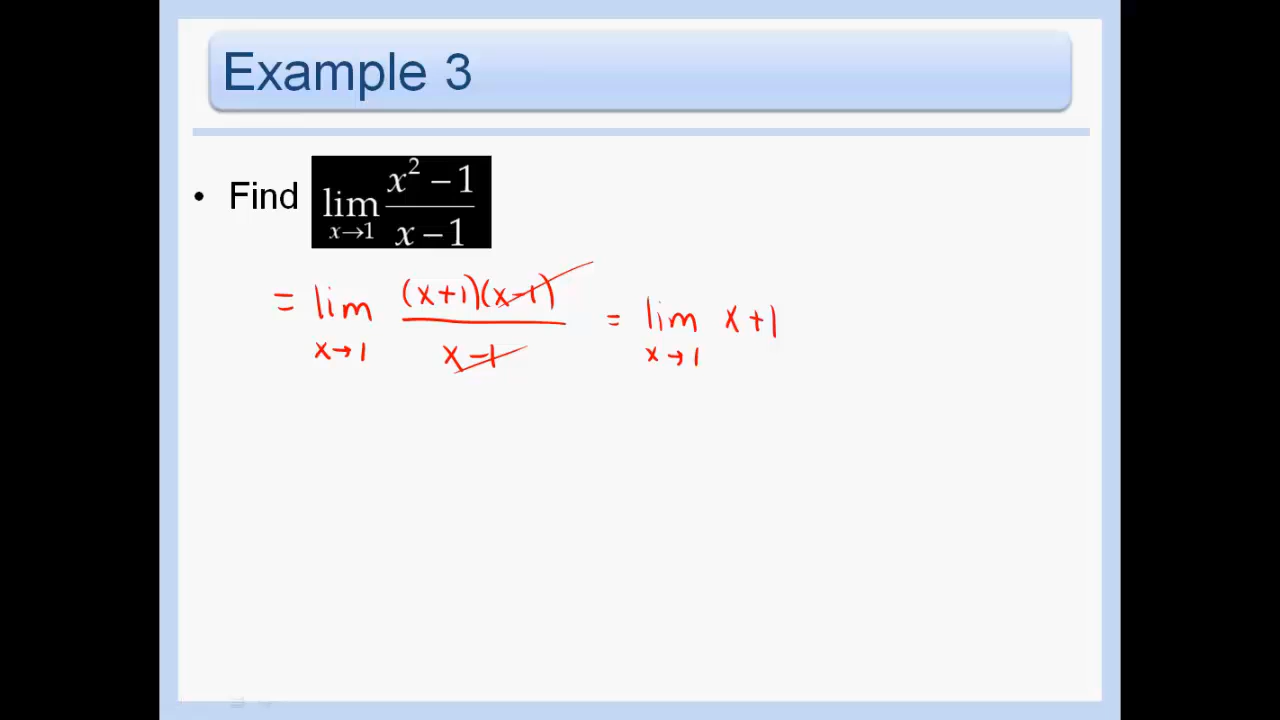 Example 3
• Find lim x→1 x² − 1 / x − 1
= lim x→1 (x+1)(x−1) / x−1 = lim x→1 x+1